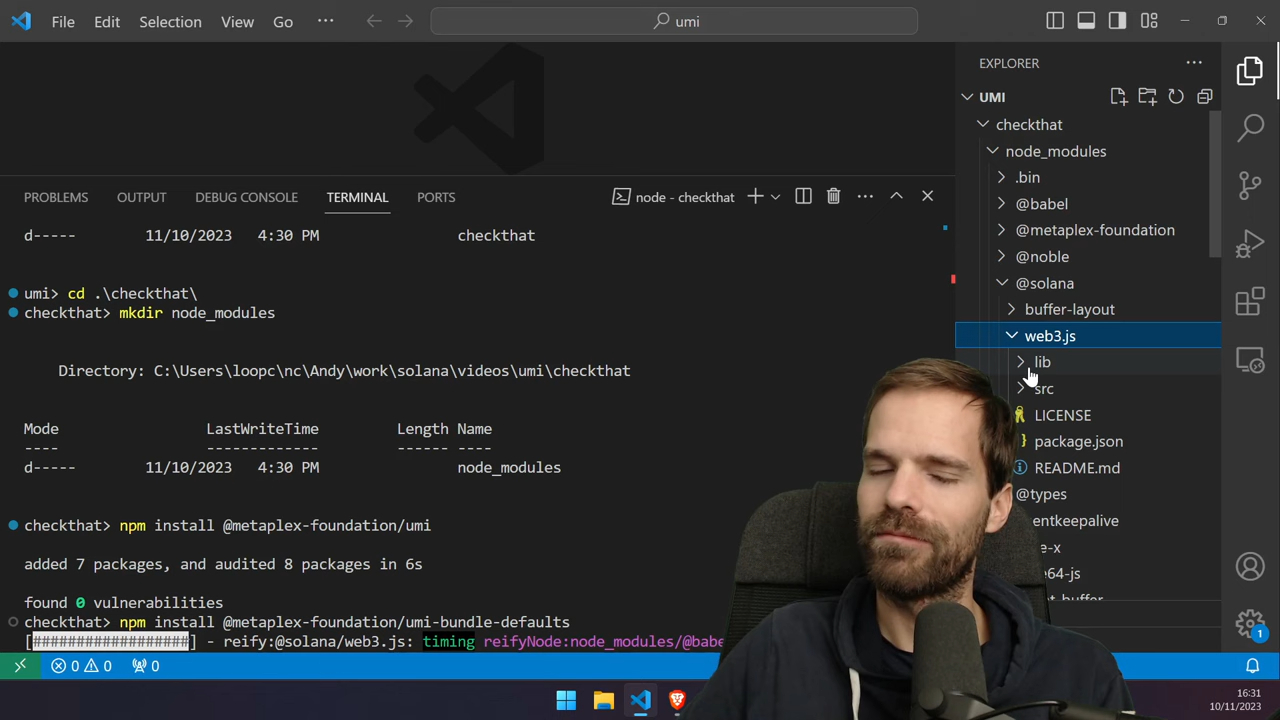 File Edit Selection View Go ··· umi
PROBLEMS OUTPUT DEBUG CONSOLE TERMINAL PORTS node - checkthat
d----- 11/10/2023 4:30 PM checkthat
umi> cd .\checkthat\
checkthat> mkdir node_modules
Directory: C:\Users\loopc\nc\Andy\work\solana\videos\umi\checkthat
Mode LastWriteTime Length Name
---- ------------- ------ ----
d----- 11/10/2023 4:30 PM node_modules
checkthat> npm install @metaplex-foundation/umi
added 7 packages, and audited 8 packages in 6s
found 0 vulnerabilities
checkthat> npm install @metaplex-foundation/umi-bundle-defaults
[##################] - reify:@solana/web3.js: timing reifyNode:node_modules/@babe
EXPLORER
UMI
checkthat
node_modules
.bin
@babel
@metaplex-foundation
@noble
@solana
buffer-layout
web3.js
lib
src
LICENSE
package.json
README.md
@types
entkeepalive
e-x
e64-js
0 0 0
1
16:31
10/11/2023